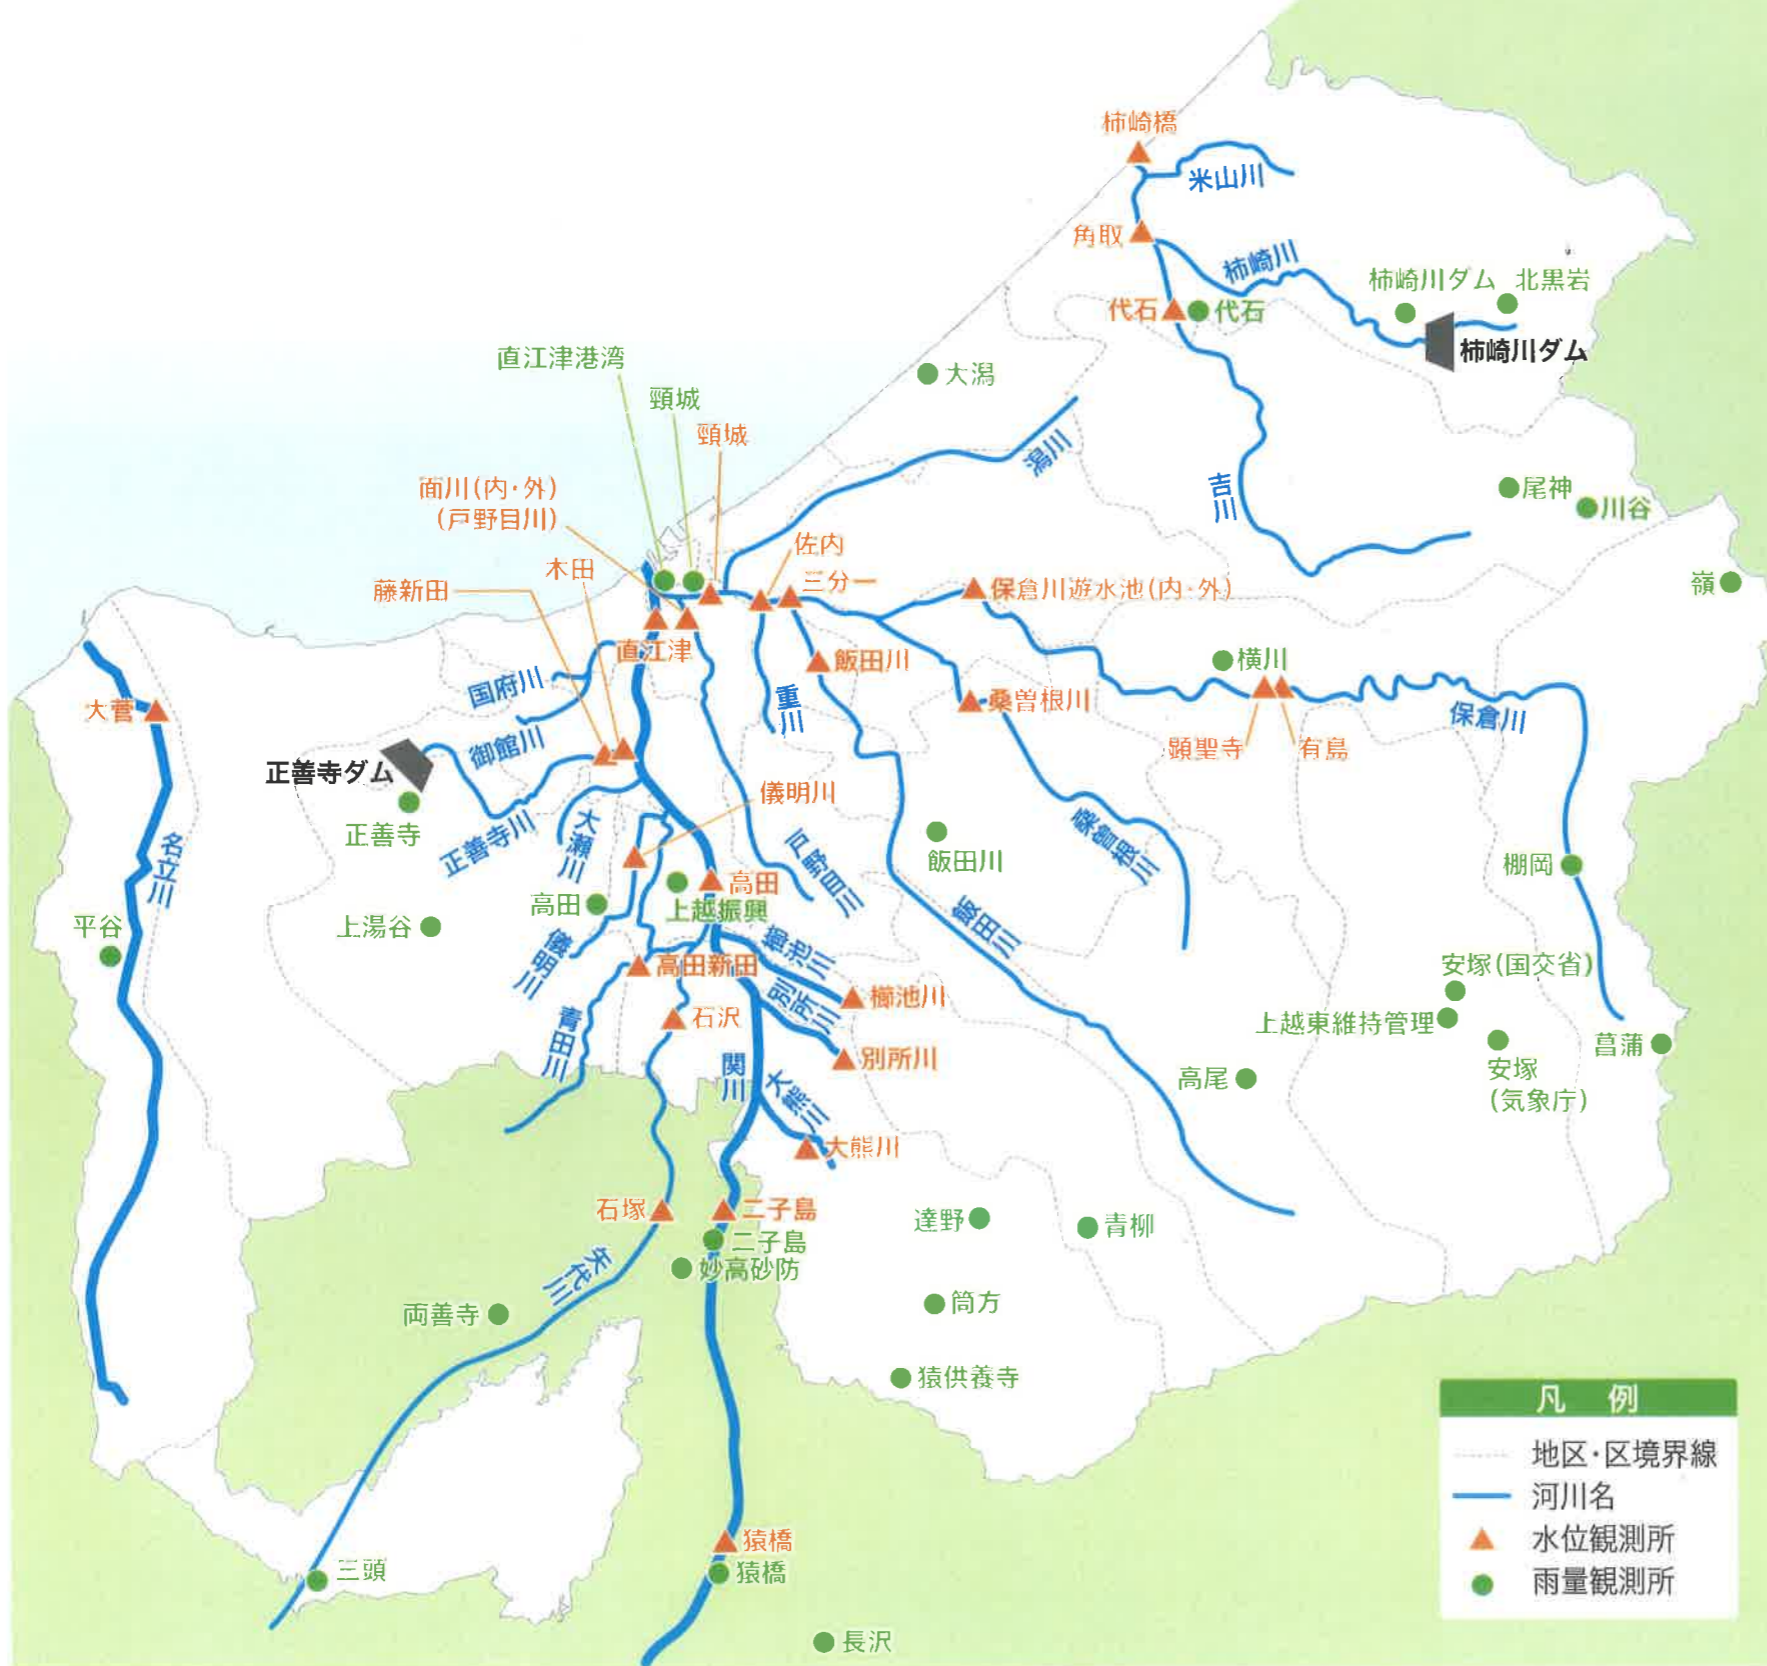 柿崎橋
米山川
角取
柿崎川
柿崎川ダム
北黒岩
代石
代石
柿崎川ダム
直江津港湾
大潟
頸城
頸城
潟川
面川(内・外)
(戸野目川)
吉川
尾神
川谷
佐内
木田
三分一
藤新田
保倉川遊水池(内・外)
嶺
直江津
飯田川
横川
国府川
重川
桑曽根川
大菅
保倉川
御館川
顕聖寺
有島
正善寺ダム
儀明川
正善寺
大瀬川
正善寺川
戸野目川
桑曽根川
飯田川
名立川
棚岡
高田
高田
上越振興
平谷
上湯谷
飯田川
儀明川
櫛池川
高田新田
安塚(国交省)
別所川
櫛池川
石沢
上越東維持管理
青田川
菖蒲
別所川
関川
安塚
(気象庁)
高尾
大熊川
大熊川
石塚
二子島
達野
青柳
二子島
矢代川
妙高砂防
筒方
両善寺
猿供養寺
凡 例
地区・区境界線
河川名
水位観測所
雨量観測所
猿橋
猿橋
三頭
長沢